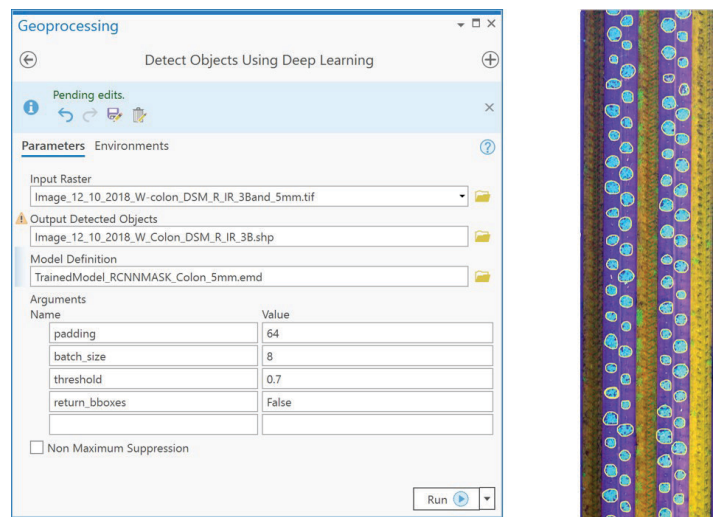 Geoprocessing
Detect Objects Using Deep Learning
Pending edits.
Parameters Environments
Input Raster
Image_12_10_2018_W-colon_DSM_R_IR_3Band_5mm.tif
Output Detected Objects
Image_12_10_2018_W_Colon_DSM_R_IR_3B.shp
Model Definition
TrainedModel_RCNNMASK_Colon_5mm.emd
Arguments
Name Value
padding 64
batch_size 8
threshold 0.7
return_bboxes False
Non Maximum Suppression
Run